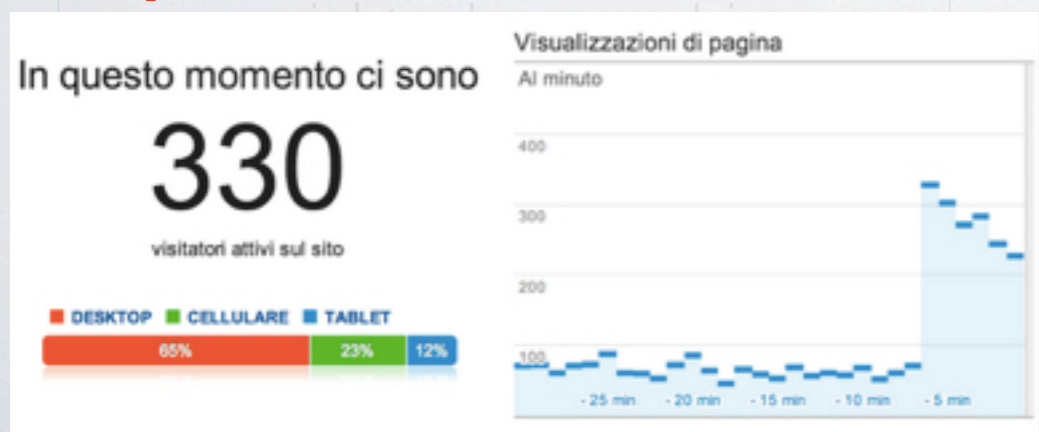 In questo momento ci sono
330
visitatori attivi sul sito
DESKTOP CELLULARE TABLET
65% 23% 12%
Visualizzazioni di pagina
Al minuto
400
300
200
100
- 25 min - 20 min - 15 min - 10 min - 5 min